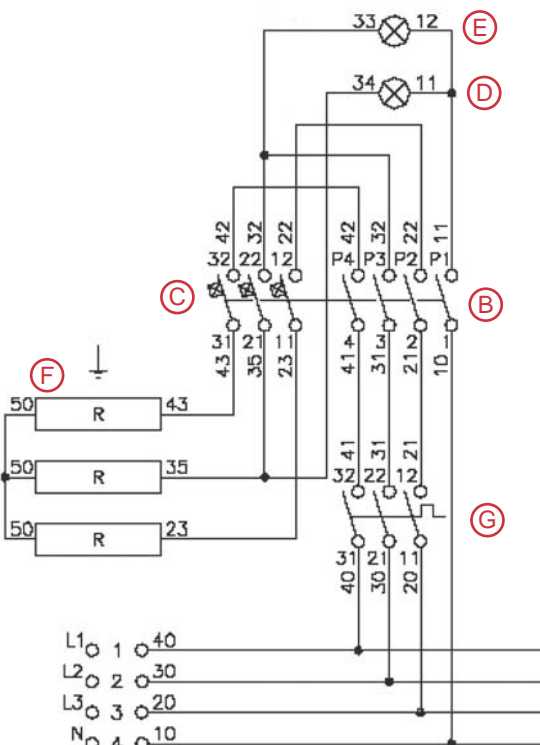 33 12 E
34 11 D
42 32 22 42 32 22 11
32 22 12 P4 P3 P2 P1
C B
31 21 11 4 3 2 1
43 35 23 41 31 21 10
F
50 R 43
50 R 35
50 R 23
41 31 21
32 22 12
G
31 21 11
40 30 20
L1 1 40
L2 2 30
L3 3 20
N 4 10